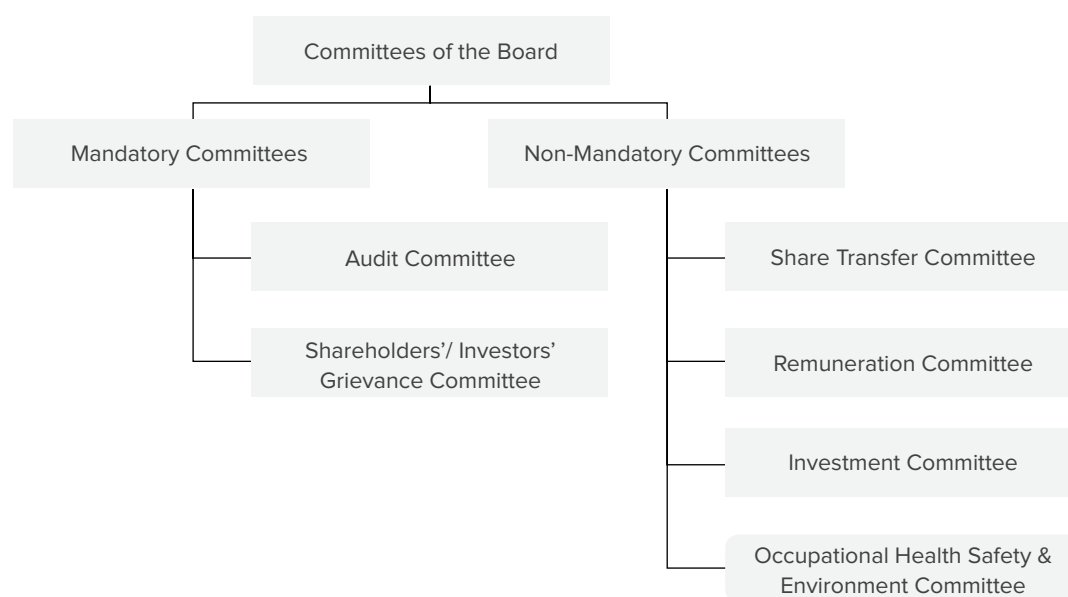 Committees of the Board
Mandatory Committees
Non-Mandatory Committees
Audit Committee
Shareholders’/ Investors’
Grievance Committee
Share Transfer Committee
Remuneration Committee
Investment Committee
Occupational Health Safety &
Environment Committee